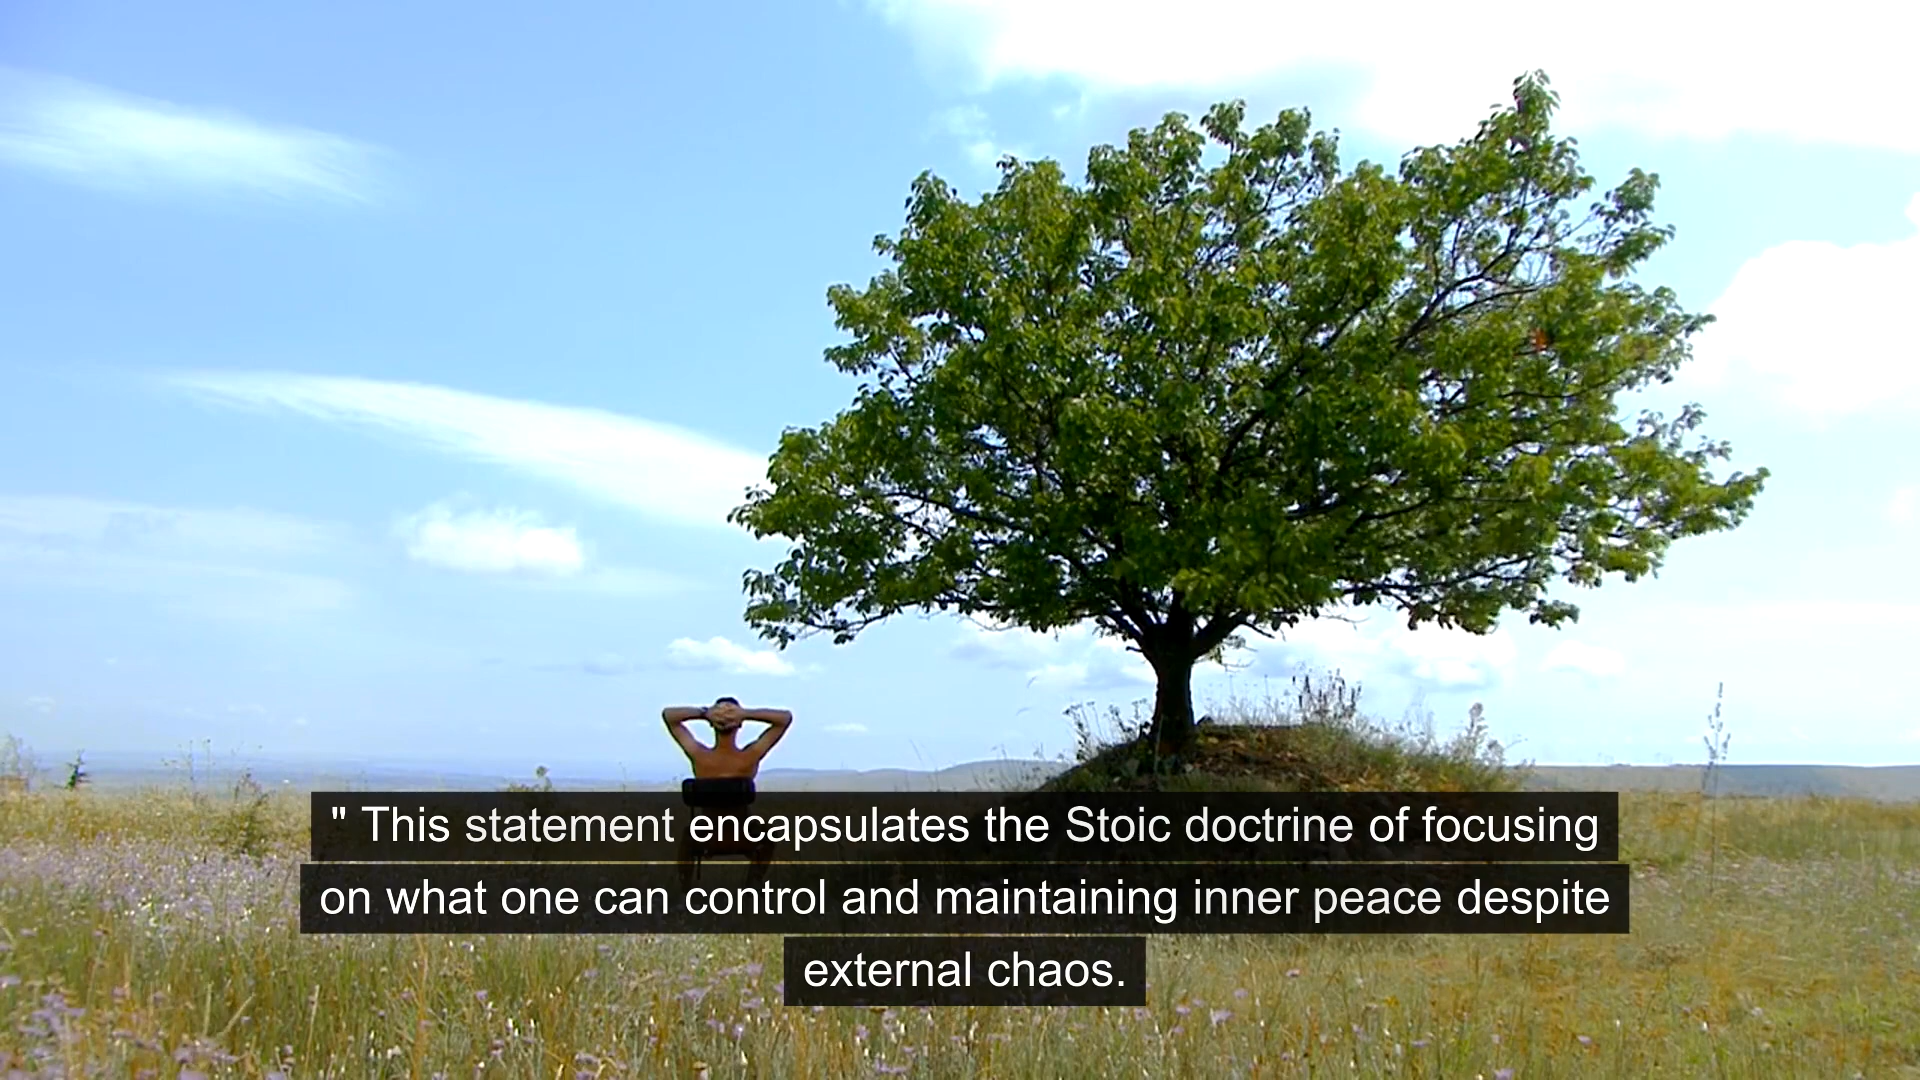 " This statement encapsulates the Stoic doctrine of focusing
on what one can control and maintaining inner peace despite
external chaos.